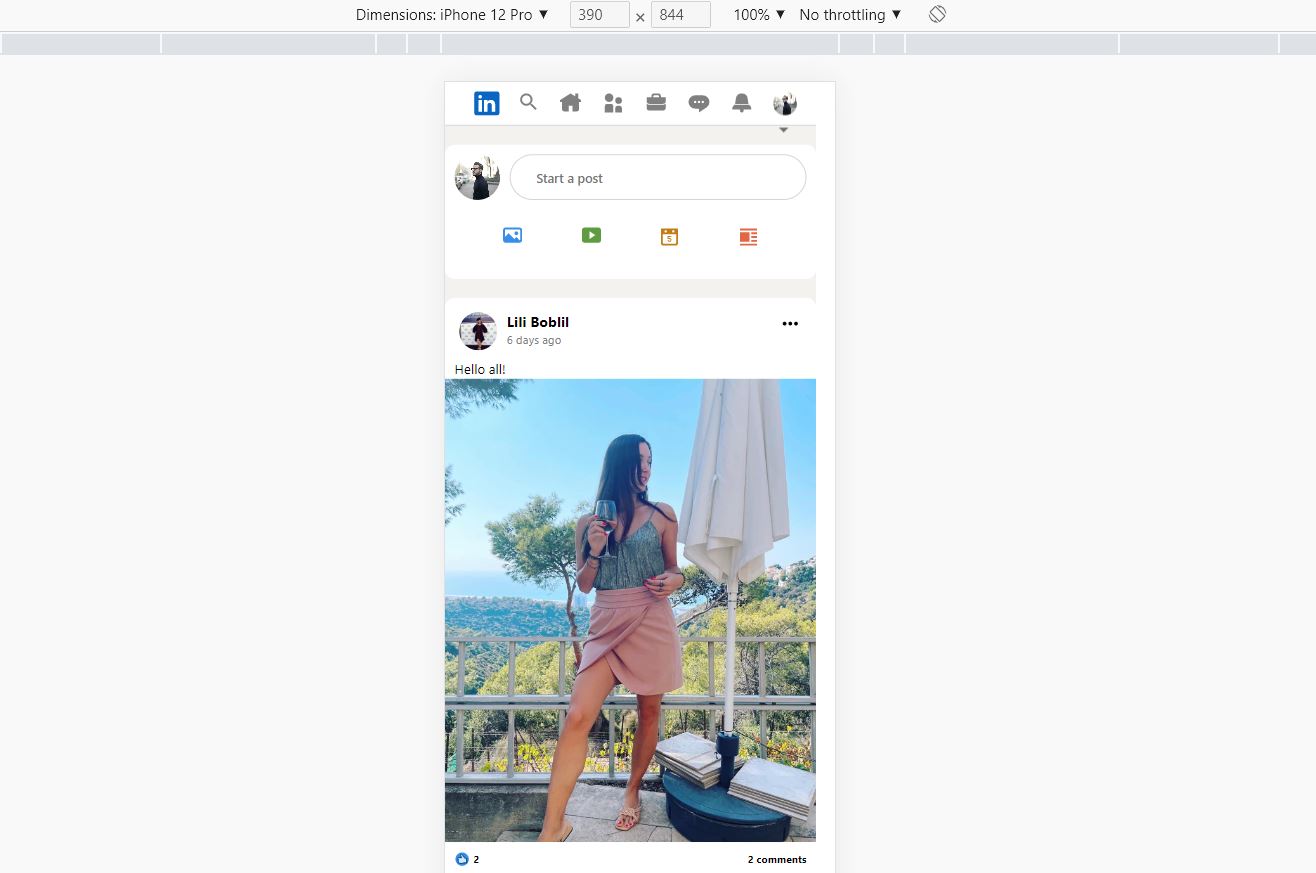 Dimensions: iPhone 12 Pro ▼ 390 × 844 100% ▼ No throttling ▼
in
Start a post
5
Lili Boblil
6 days ago
Hello all!
2 2 comments